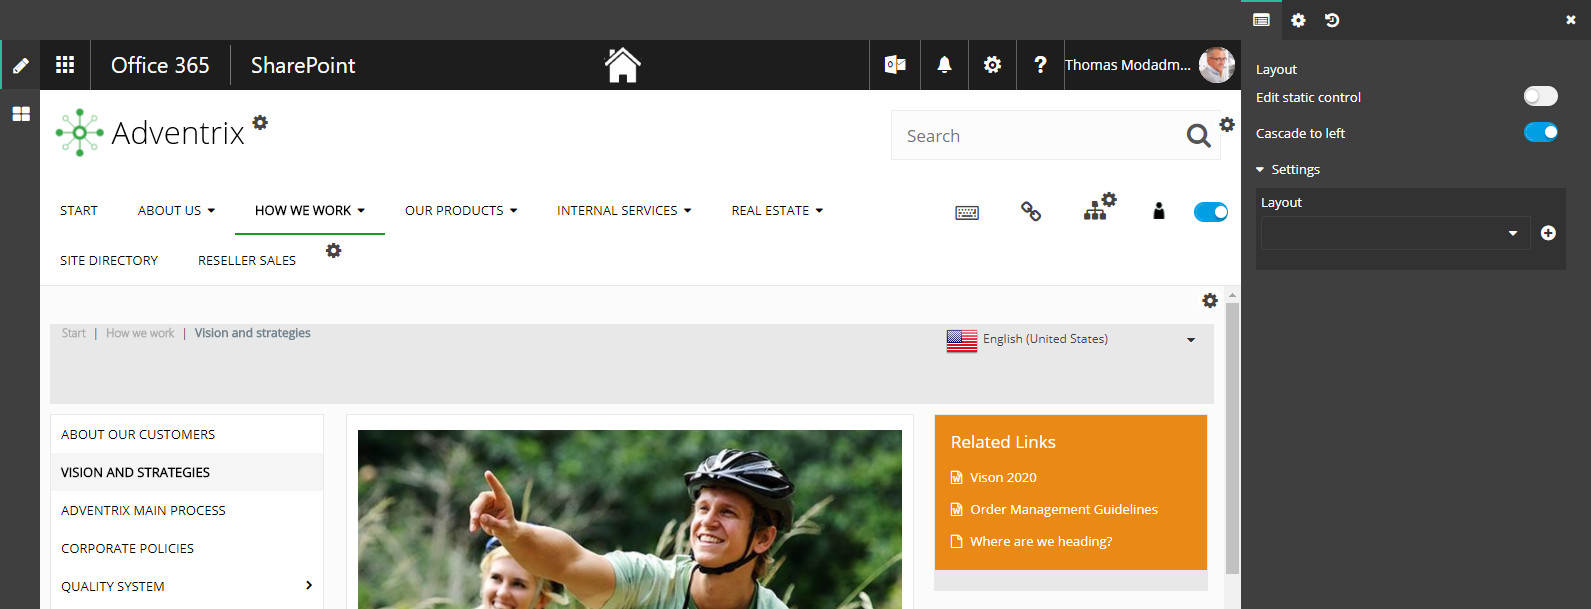 Office 365 SharePoint Thomas Modadm...
Adventrix
Search
START ABOUT US HOW WE WORK OUR PRODUCTS INTERNAL SERVICES REAL ESTATE
SITE DIRECTORY RESELLER SALES
Start | How we work | Vision and strategies
English (United States)
ABOUT OUR CUSTOMERS
VISION AND STRATEGIES
ADVENTRIX MAIN PROCESS
CORPORATE POLICIES
QUALITY SYSTEM
Related Links
Vison 2020
Order Management Guidelines
Where are we heading?
Layout
Edit static control
Cascade to left
Settings
Layout